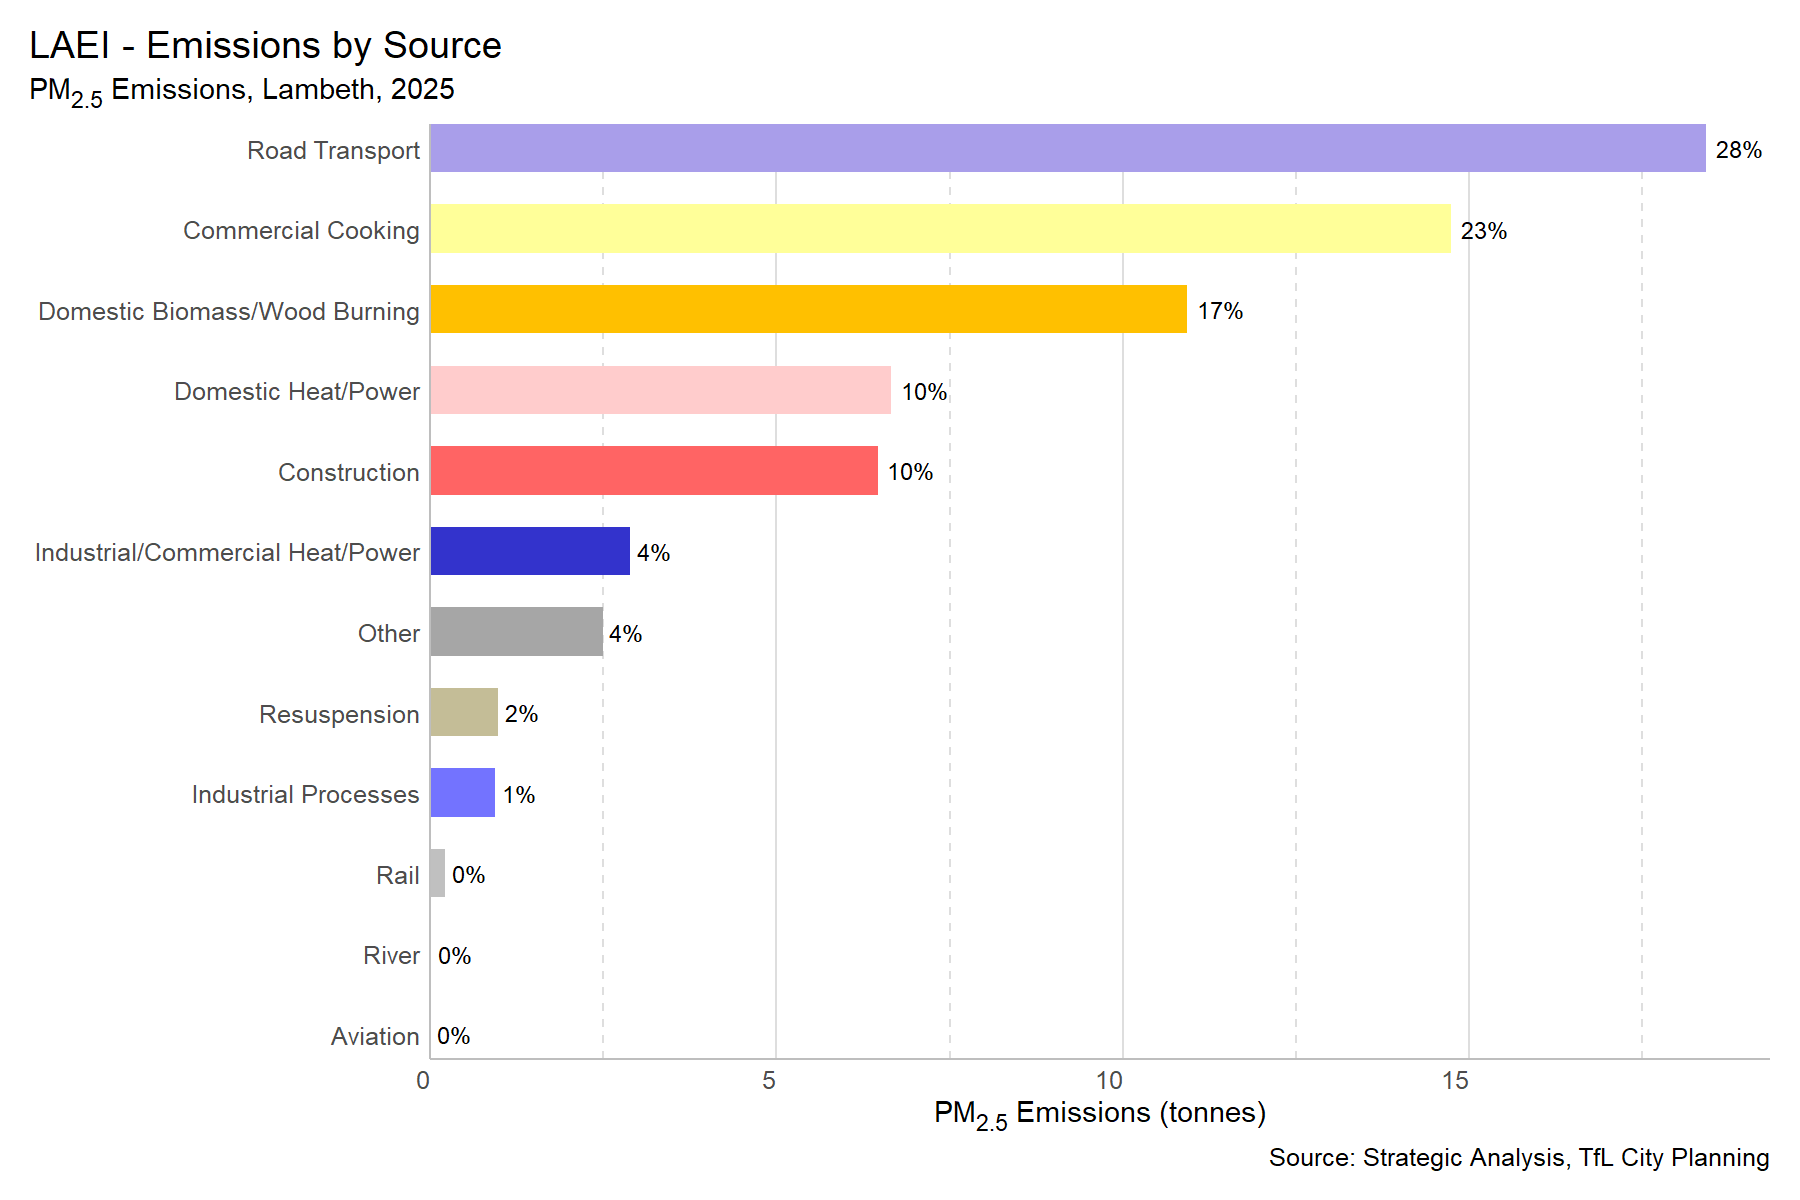 LAEI - Emissions by Source
PM2.5 Emissions, Lambeth, 2025
Road Transport 28%
Commercial Cooking 23%
Domestic Biomass/Wood Burning 17%
Domestic Heat/Power 10%
Construction 10%
Industrial/Commercial Heat/Power 4%
Other 4%
Resuspension 2%
Industrial Processes 1%
Rail 0%
River 0%
Aviation 0%
0 5 10 15
PM2.5 Emissions (tonnes)
Source: Strategic Analysis, TfL City Planning